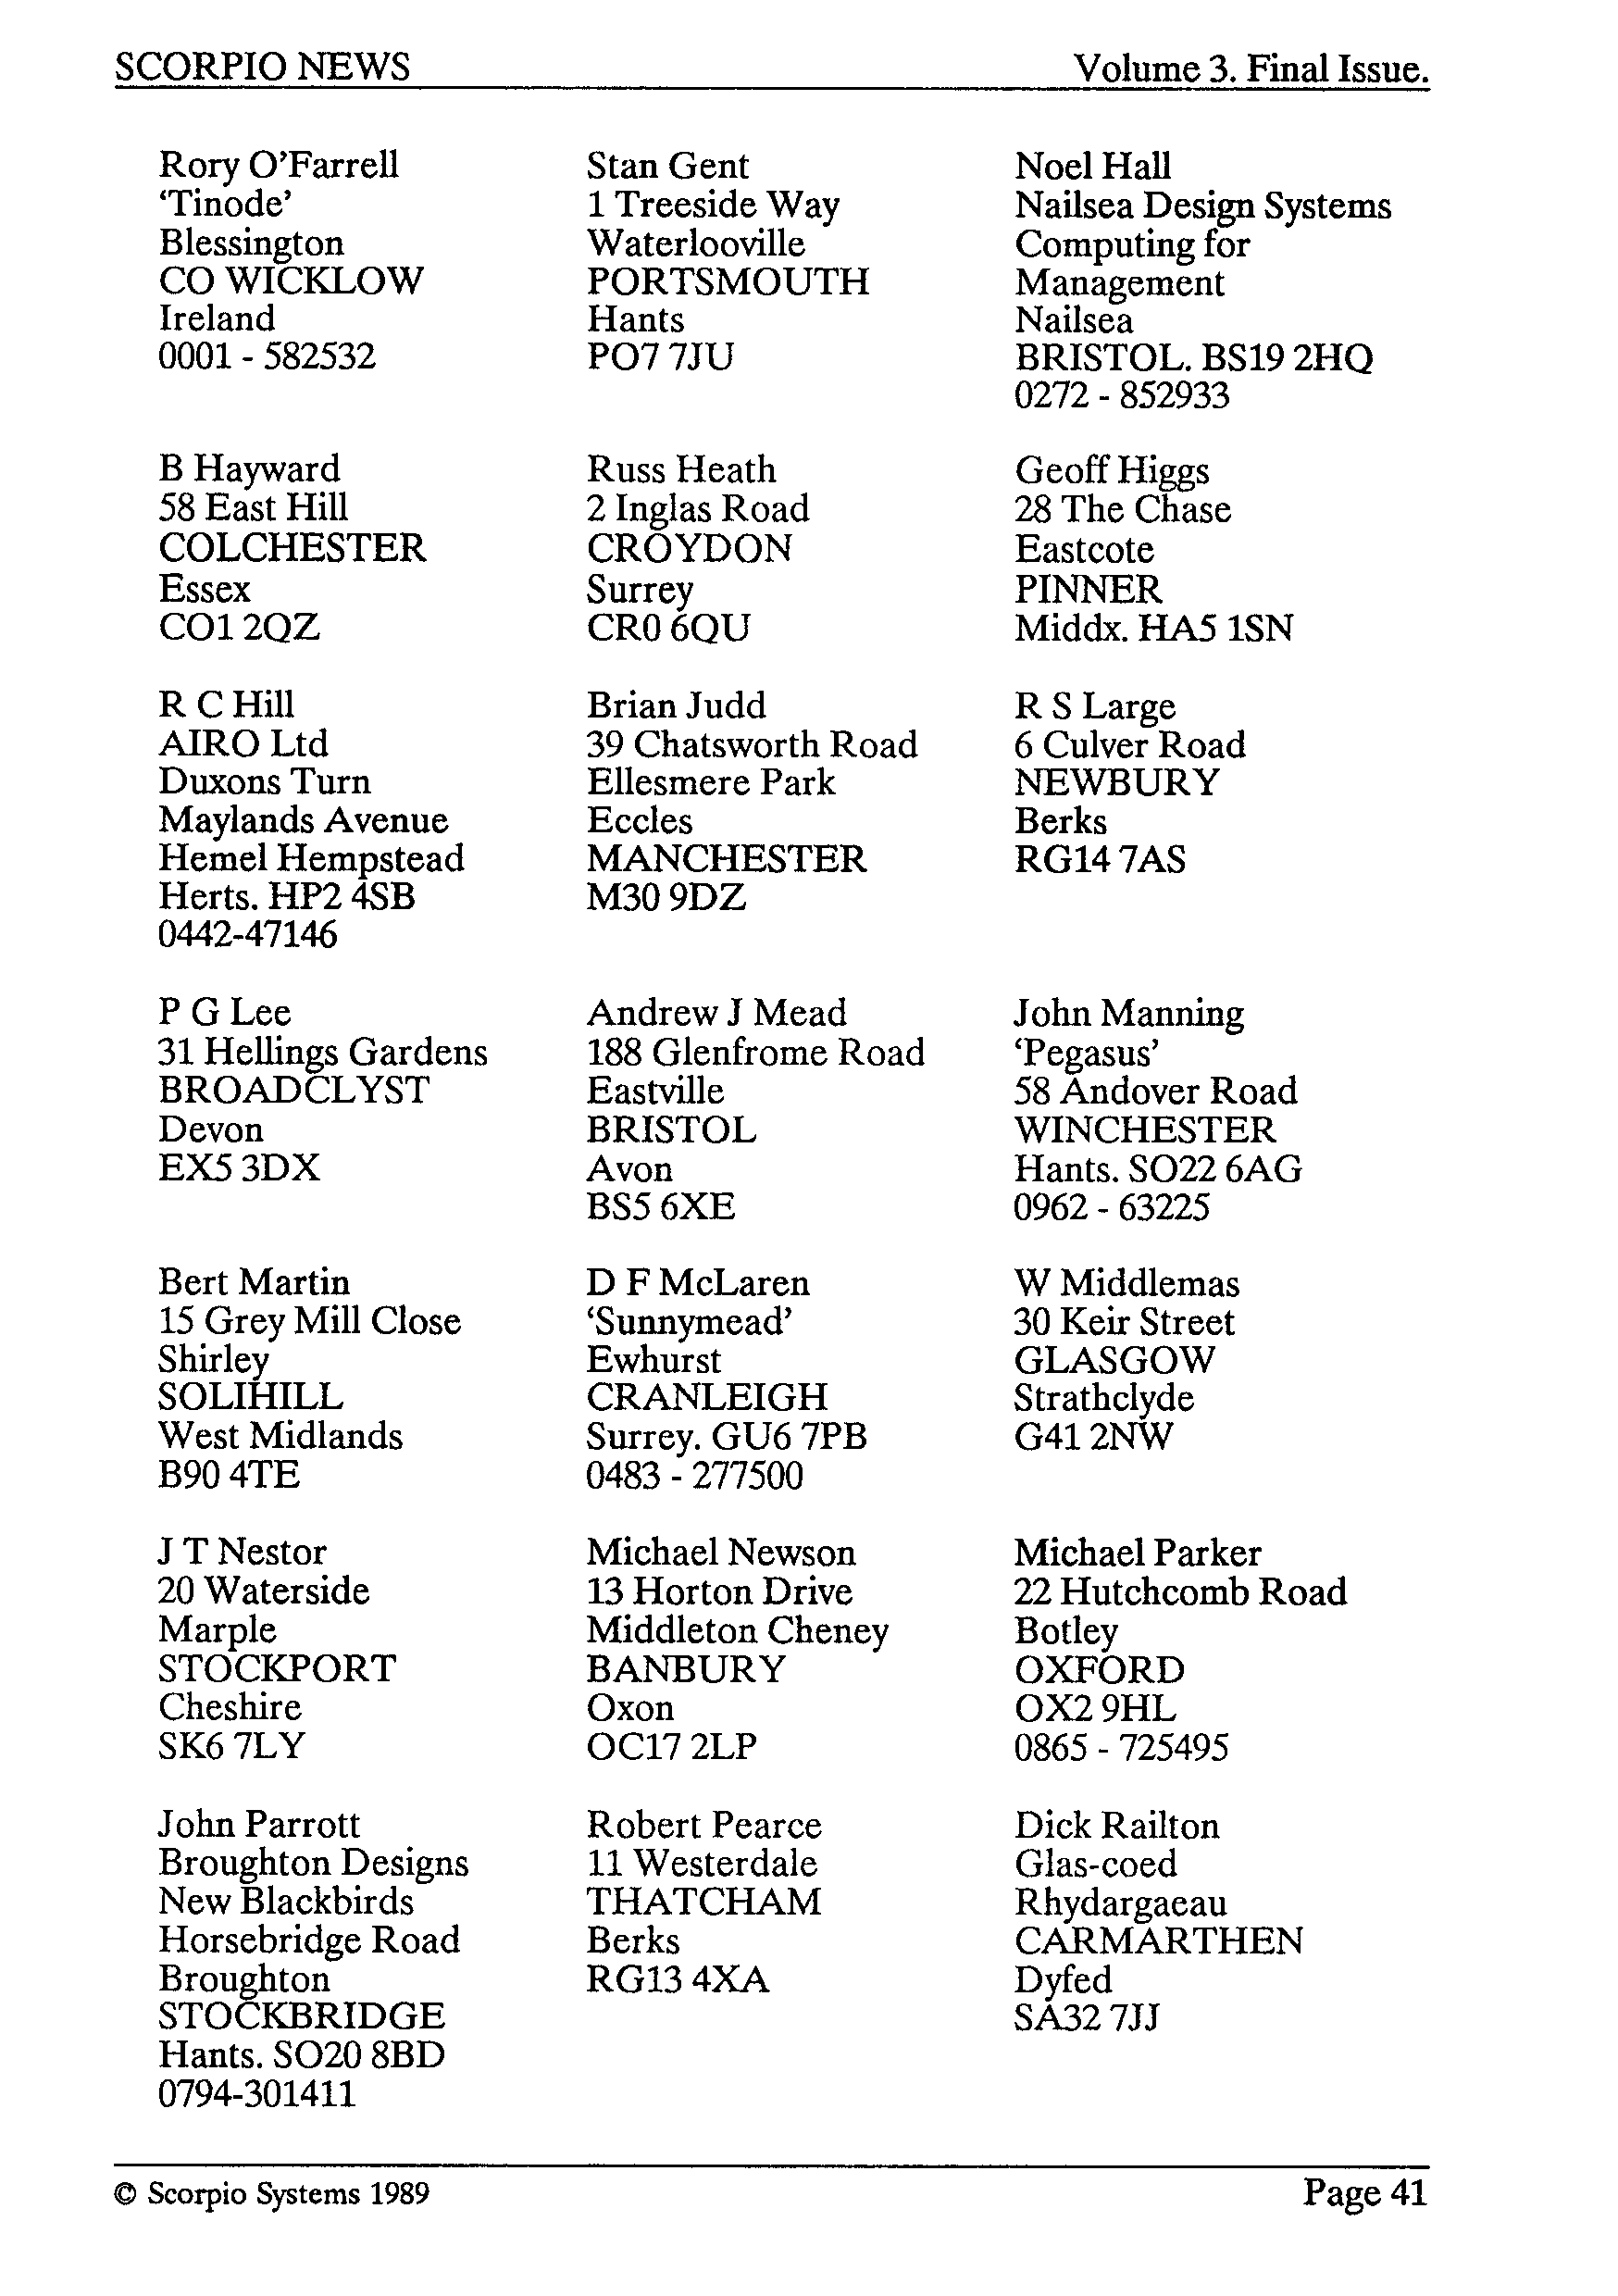 SCORPIO NEWS
Volume 3. Final Issue.
Rory O'Farrell
'Tinode'
Blessington
CO WICKLOW
Ireland
0001 - 582532
Stan Gent
1 Treeside Way
Waterlooville
PORTSMOUTH
Hants
PO7 7JU
Noel Hall
Nailsea Design Systems
Computing for
Management
Nailsea
BRISTOL. BS19 2HQ
0272 - 852933
B Hayward
58 East Hill
COLCHESTER
Essex
CO1 2QZ
Russ Heath
2 Inglas Road
CROYDON
Surrey
CR0 6QU
Geoff Higgs
28 The Chase
Eastcote
PINNER
Middx. HA5 1SN
R C Hill
AIRO Ltd
Duxons Turn
Maylands Avenue
Hemel Hempstead
Herts. HP2 4SB
0442-47146
Brian Judd
39 Chatsworth Road
Ellesmere Park
Eccles
MANCHESTER
M30 9DZ
R S Large
6 Culver Road
NEWBURY
Berks
RG14 7AS
P G Lee
31 Hellings Gardens
BROADCLYST
Devon
EX5 3DX
Andrew J Mead
188 Glenfrome Road
Eastville
BRISTOL
Avon
BS5 6XE
John Manning
'Pegasus'
58 Andover Road
WINCHESTER
Hants. SO22 6AG
0962 - 63225
Bert Martin
15 Grey Mill Close
Shirley
SOLIHILL
West Midlands
B90 4TE
D F McLaren
'Sunnymead'
Ewhurst
CRANLEIGH
Surrey. GU6 7PB
0483 - 277500
W Middlemas
30 Keir Street
GLASGOW
Strathclyde
G41 2NW
J T Nestor
20 Waterside
Marple
STOCKPORT
Cheshire
SK6 7LY
Michael Newson
13 Horton Drive
Middleton Cheney
BANBURY
Oxon
OC17 2LP
Michael Parker
22 Hutchcomb Road
Botley
OXFORD
OX2 9HL
0865 - 725495
John Parrott
Broughton Designs
New Blackbirds
Horsebridge Road
Broughton
STOCKBRIDGE
Hants. SO20 8BD
0794-301411
Robert Pearce
11 Westerdale
THATCHAM
Berks
RG13 4XA
Dick Railton
Glas-coed
Rhydargaeau
CARMARTHEN
Dyfed
SA32 7JJ
© Scorpio Systems 1989
Page 41